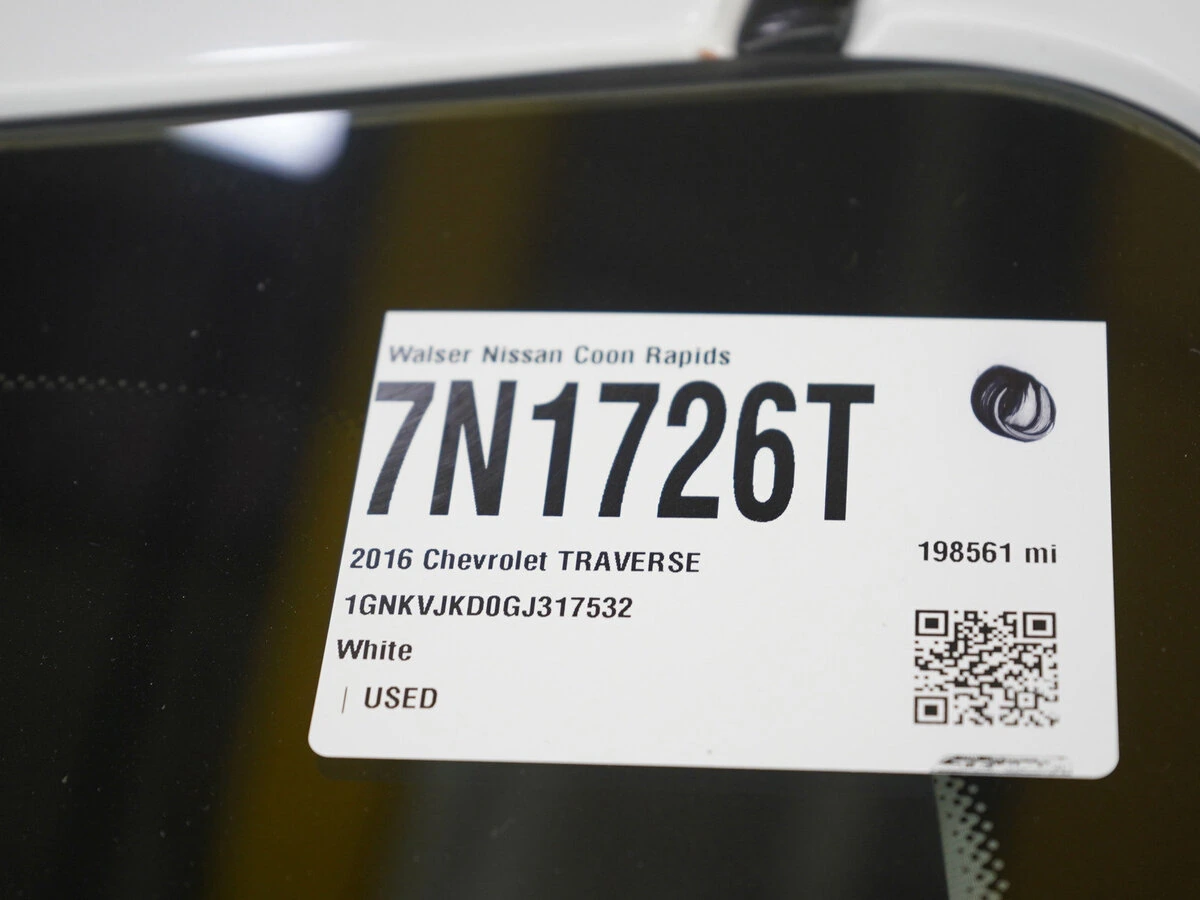 Walser Nissan Coon Rapids
7N1726T
2016 Chevrolet TRAVERSE
198561 mi
1GNKVJKD0GJ317532
White
| USED